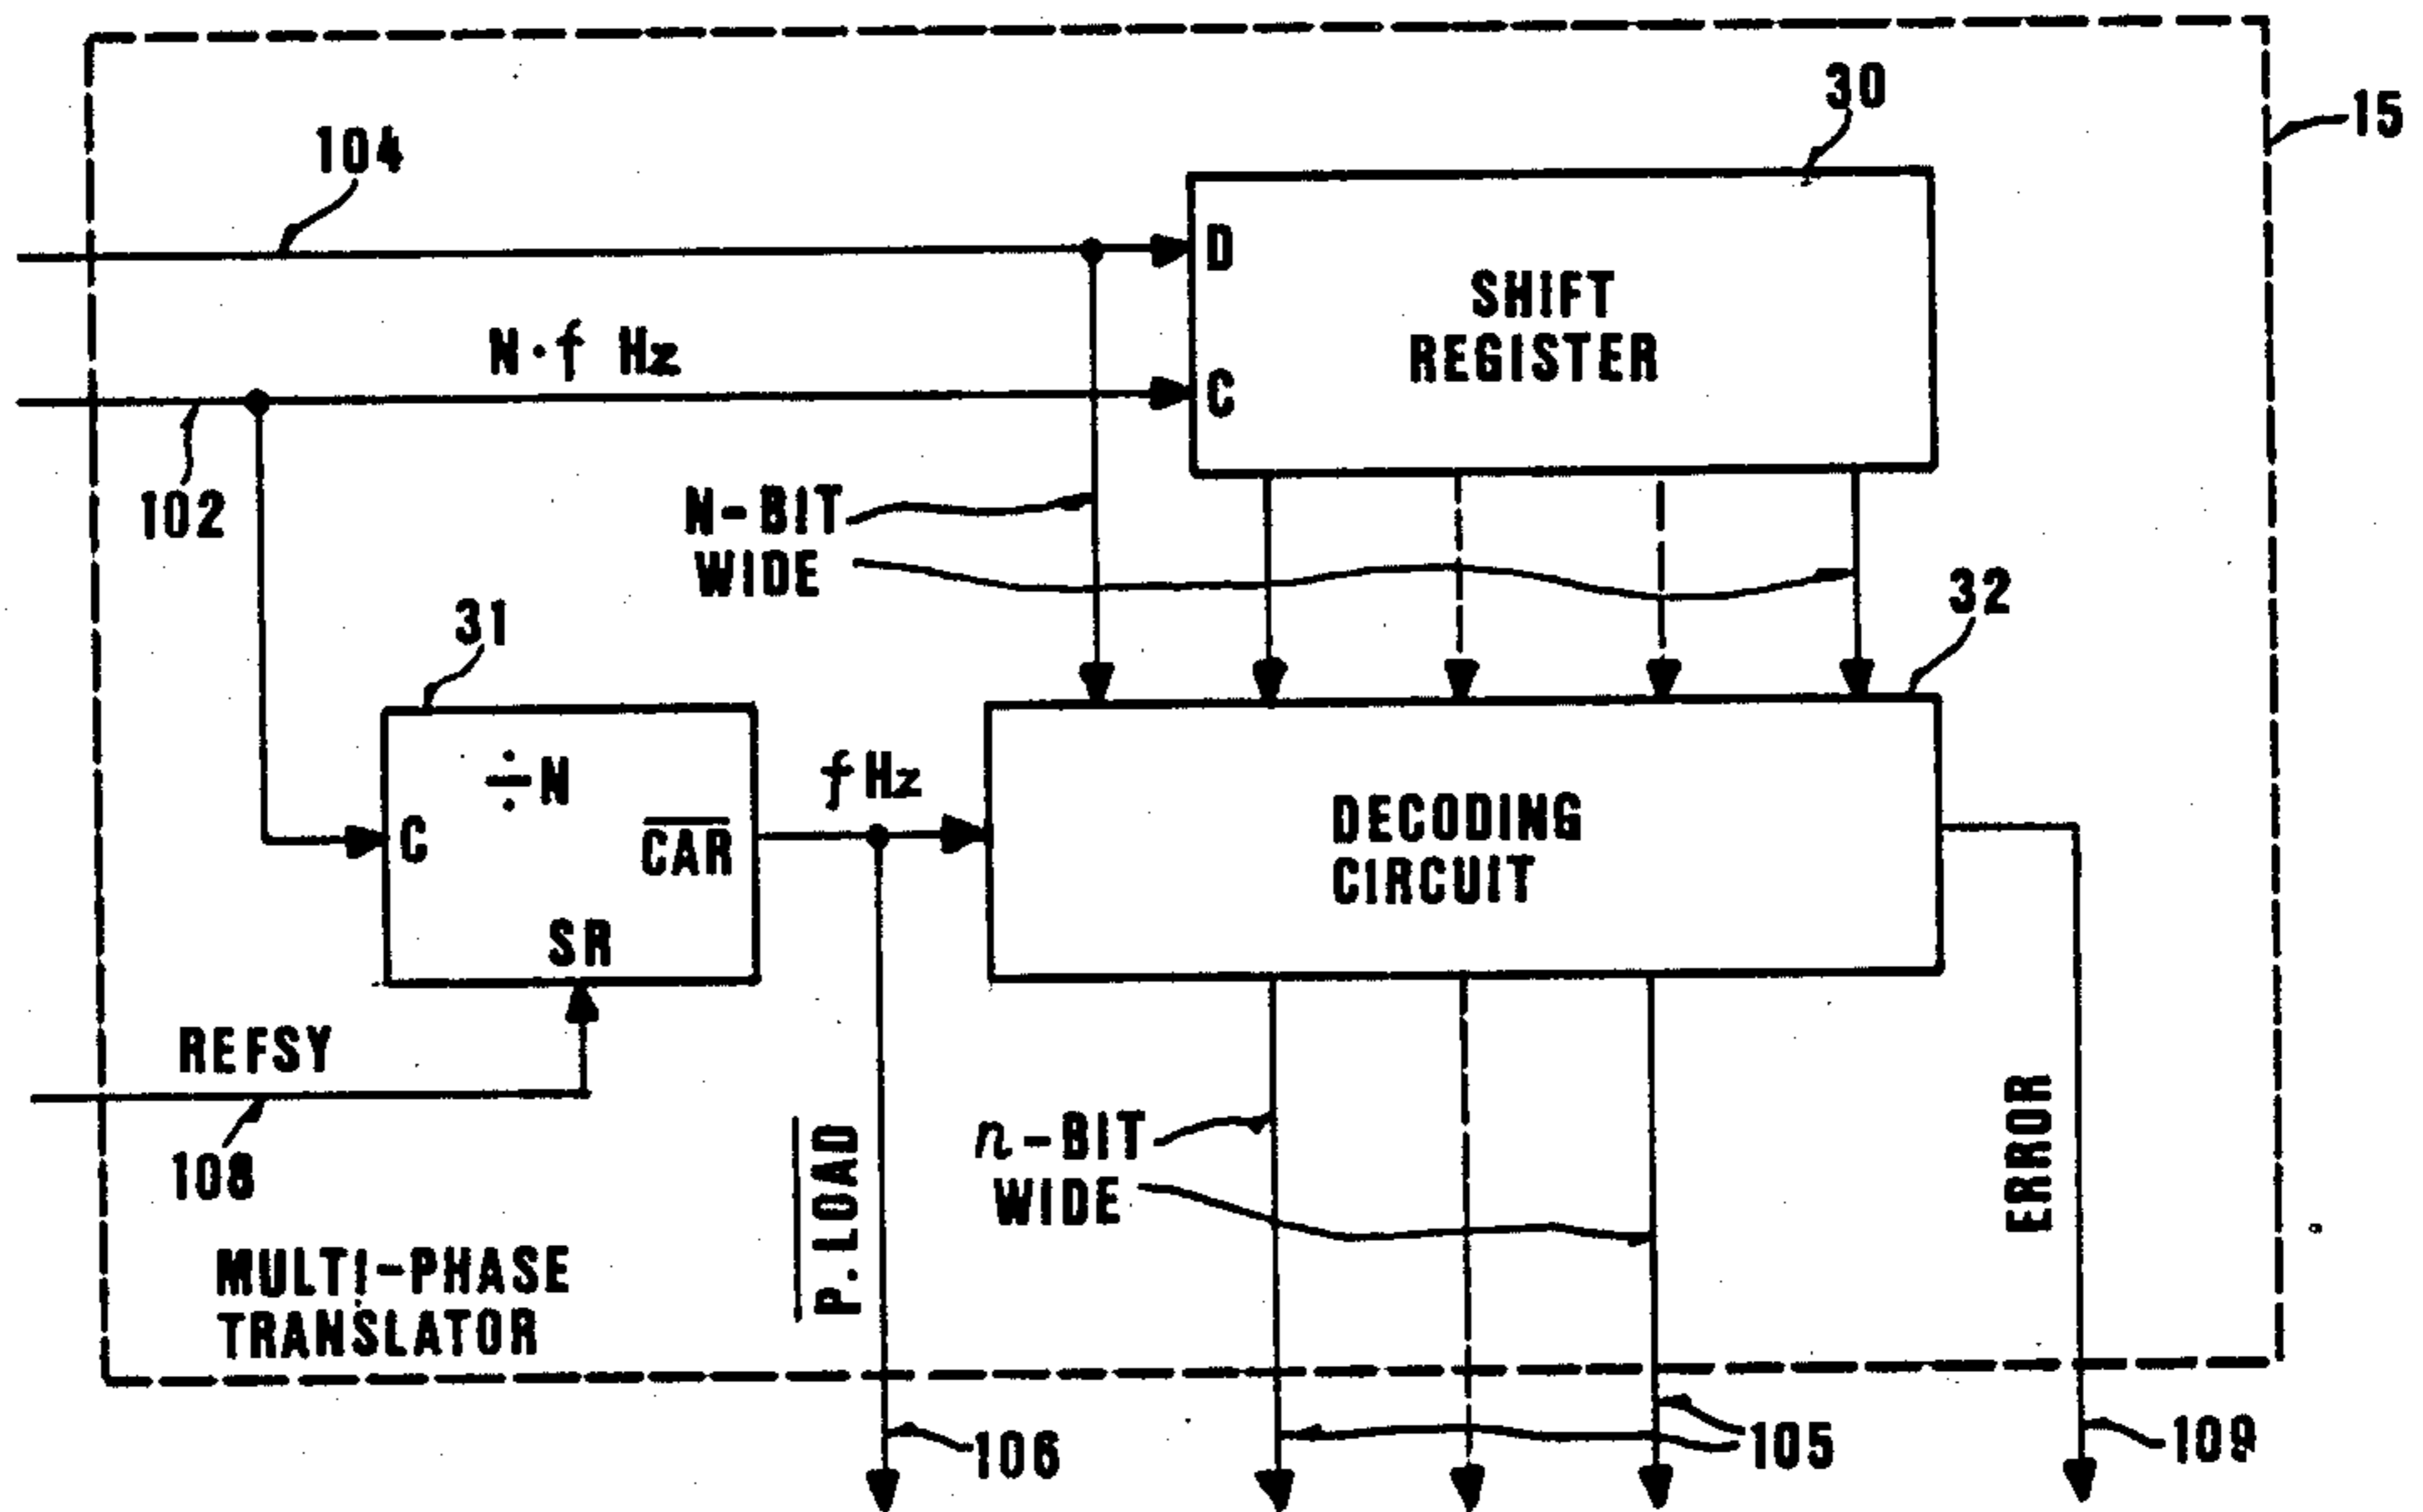 30
15
104
D
SHIFT
REGISTER
N·f Hz
C
102
N-BIT
WIDE
32
31
÷N
f Hz
C
CAR
DECODING
CIRCUIT
SR
REFSY
108
P.LOAD
n-BIT
WIDE
ERROR
MULTI-PHASE
TRANSLATOR
106
105
109